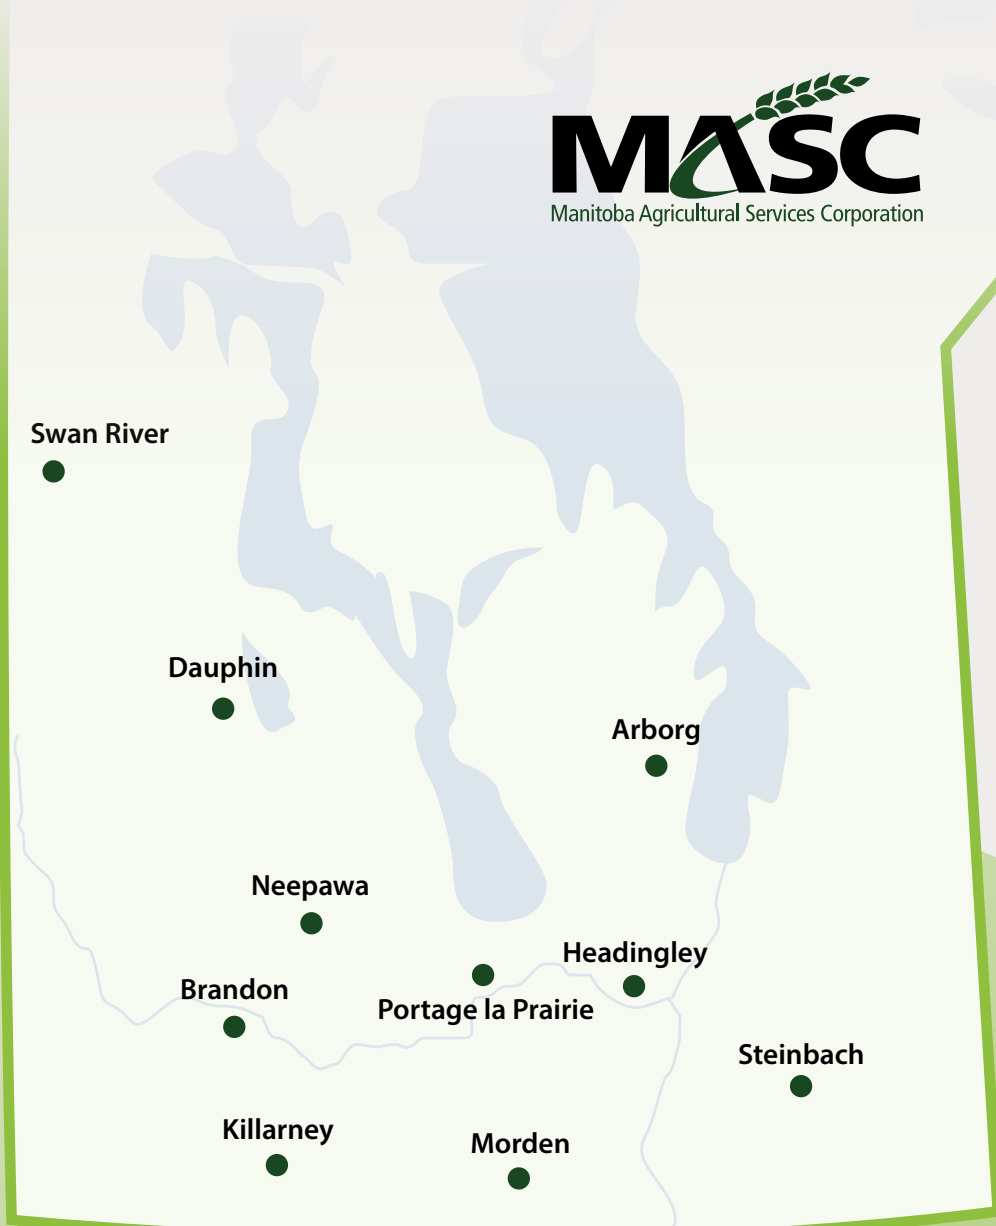 MASC
Manitoba Agricultural Services Corporation
Swan River
Dauphin
Arborg
Neepawa
Headingley
Brandon
Portage la Prairie
Steinbach
Killarney
Morden